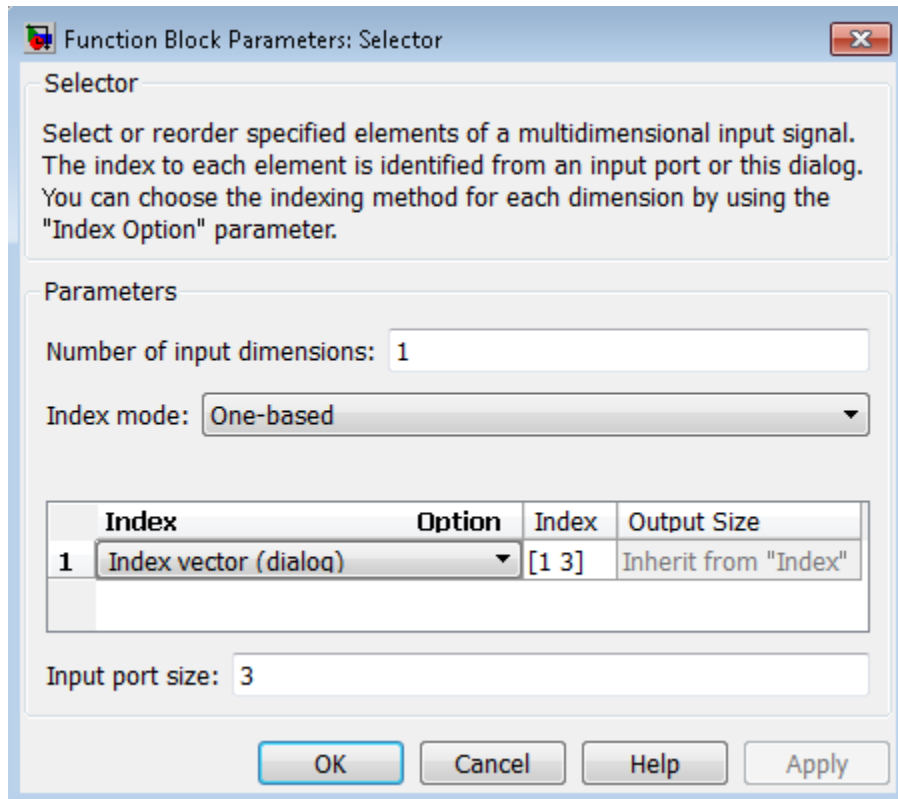 Function Block Parameters: Selector
Selector
Select or reorder specified elements of a multidimensional input signal.
The index to each element is identified from an input port or this dialog.
You can choose the indexing method for each dimension by using the
"Index Option" parameter.
Parameters
Number of input dimensions: 1
Index mode: One-based
Index Option Index Output Size
1 Index vector (dialog) [1 3] Inherit from "Index"
Input port size: 3
OK Cancel Help Apply